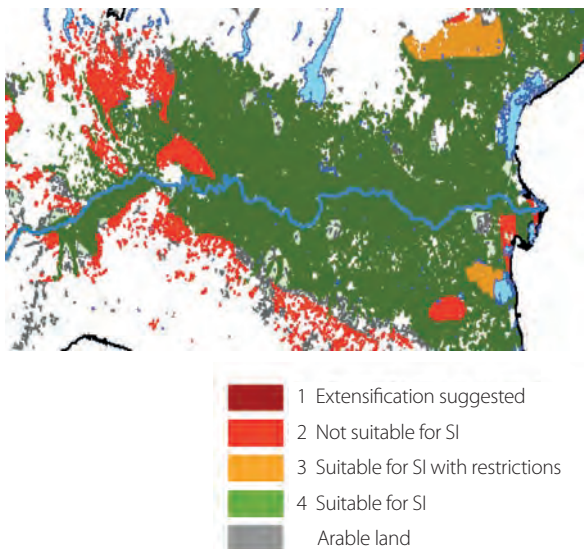 1 Extensification suggested
2 Not suitable for SI
3 Suitable for SI with restrictions
4 Suitable for SI
Arable land